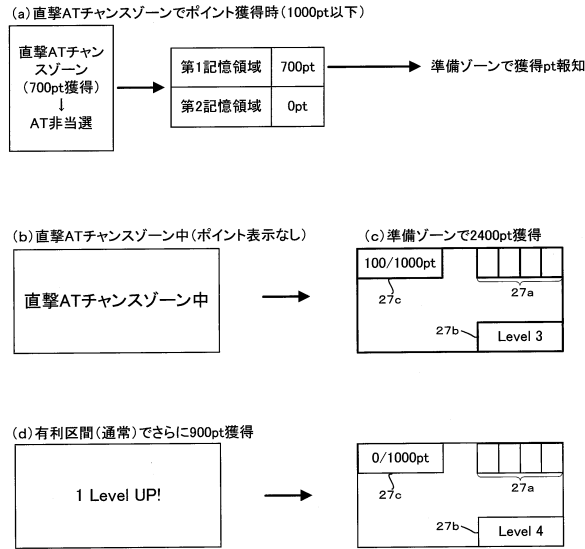 (a)直撃ATチャンスゾーンでポイント獲得時(1000pt以下)
直撃ATチャン
スゾーン
(700pt獲得)
↓
AT非当選
第1記憶領域 700pt
第2記憶領域 0pt
準備ゾーンで獲得pt報知
(b)直撃ATチャンスゾーン中(ポイント表示なし)
直撃ATチャンスゾーン中
(c)準備ゾーンで2400pt獲得
100/1000pt
27c
27a
27b
Level 3
(d)有利区間(通常)でさらに900pt獲得
1 Level UP!
0/1000pt
27c
27a
27b
Level 4